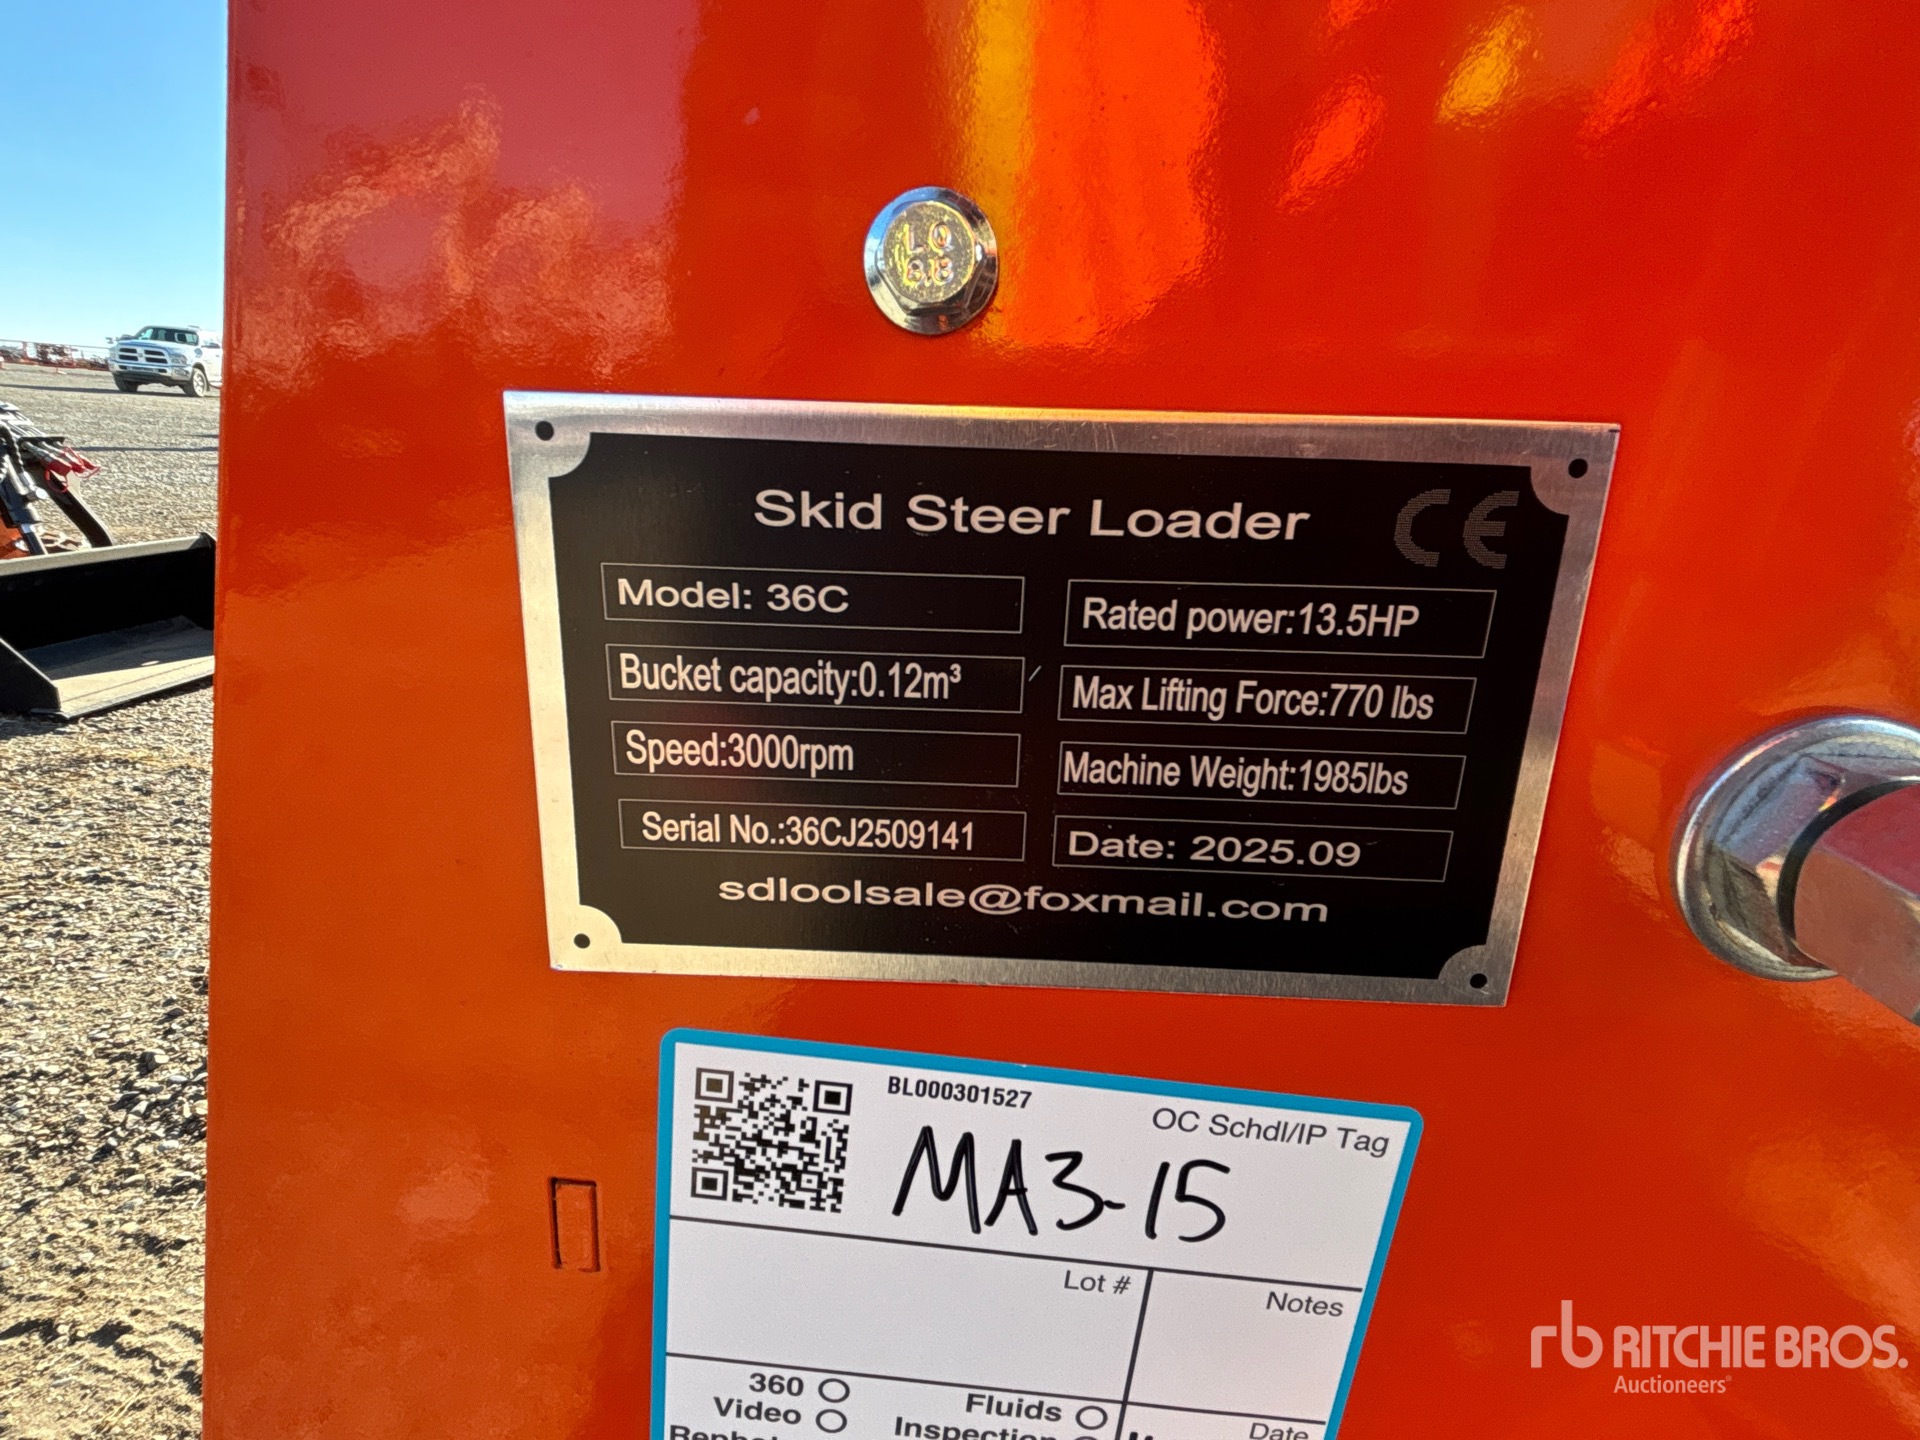 LQ
8.8
Skid Steer Loader CE
Model: 36C
Rated power:13.5HP
Bucket capacity:0.12m³
Max Lifting Force:770 lbs
Speed:3000rpm
Machine Weight:1985lbs
Serial No.:36CJ2509141
Date: 2025.09
sdloolsale@foxmail.com
BL000301527
OC Schdl/IP Tag
MA3-15
Lot #
Notes
360
Video
Fluids
Inspection
Date
rb RITCHIE BROS.
Auctioneers